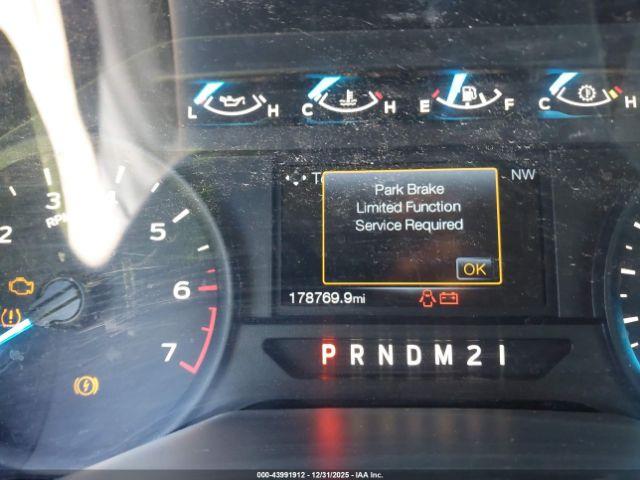 L H C H E F C H
T NW
Park Brake
Limited Function
Service Required
OK
178769.9mi
2 3 4 5 6 7
RPM
P R N D M 2 1
000-43991912 - 12/31/2025 - IAA Inc.